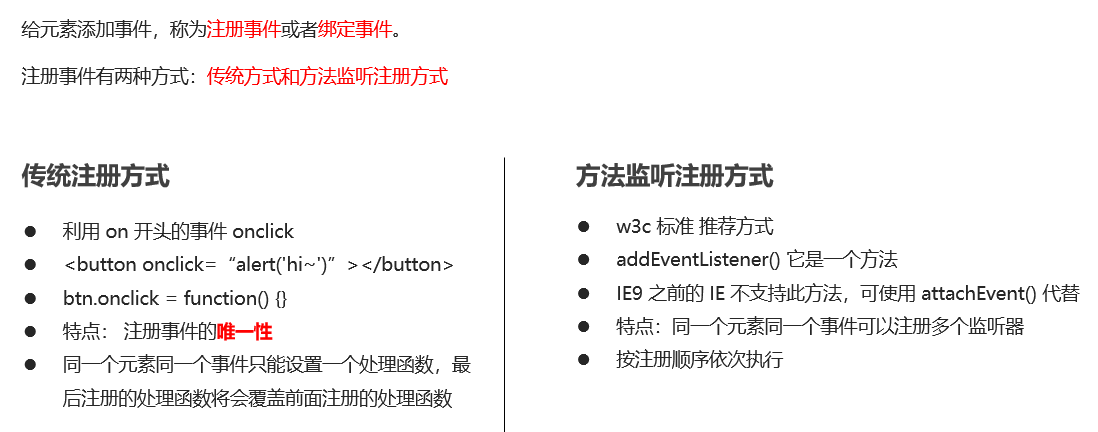 给元素添加事件，称为注册事件或者绑定事件。
注册事件有两种方式：传统方式和方法监听注册方式
传统注册方式
利用 on 开头的事件 onclick
<button onclick=“alert('hi~')”></button>
btn.onclick = function() {}
特点： 注册事件的唯一性
同一个元素同一个事件只能设置一个处理函数，最
后注册的处理函数将会覆盖前面注册的处理函数
方法监听注册方式
w3c 标准 推荐方式
addEventListener() 它是一个方法
IE9 之前的 IE 不支持此方法，可使用 attachEvent() 代替
特点：同一个元素同一个事件可以注册多个监听器
按注册顺序依次执行